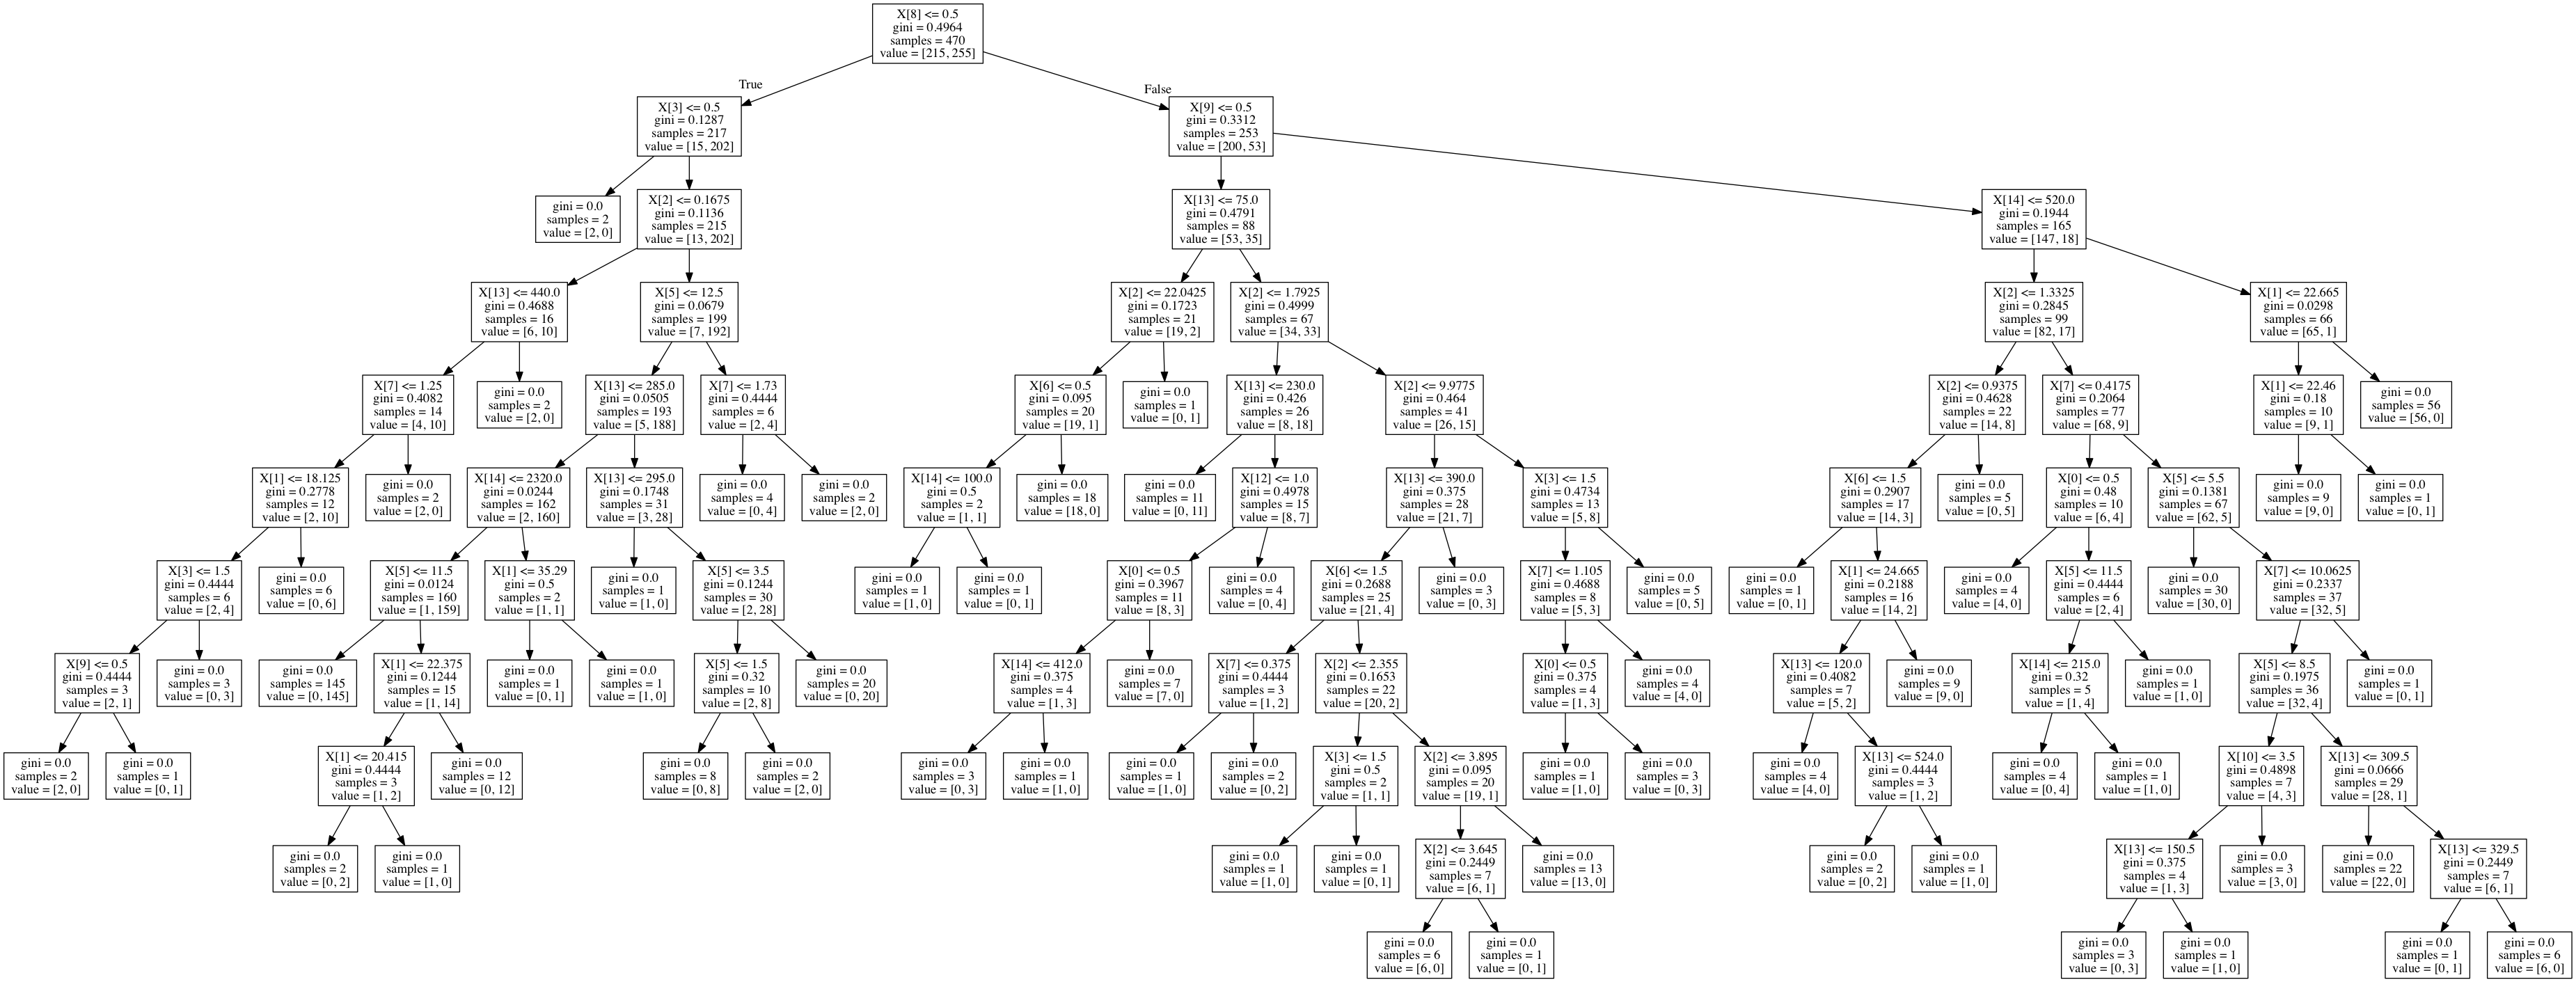 X[8] <= 0.5
gini = 0.4964
samples = 470
value = [215, 255]
True
False
X[3] <= 0.5
gini = 0.1287
samples = 217
value = [15, 202]
X[9] <= 0.5
gini = 0.3312
samples = 253
value = [200, 53]
gini = 0.0
samples = 2
value = [2, 0]
X[2] <= 0.1675
gini = 0.1136
samples = 215
value = [13, 202]
X[13] <= 75.0
gini = 0.4791
samples = 88
value = [53, 35]
X[14] <= 520.0
gini = 0.1944
samples = 165
value = [147, 18]
X[13] <= 440.0
gini = 0.4688
samples = 16
value = [6, 10]
X[5] <= 12.5
gini = 0.0679
samples = 199
value = [7, 192]
X[2] <= 22.0425
gini = 0.1723
samples = 21
value = [19, 2]
X[2] <= 1.7925
gini = 0.4999
samples = 67
value = [34, 33]
X[2] <= 1.3325
gini = 0.2845
samples = 99
value = [82, 17]
X[1] <= 22.665
gini = 0.0298
samples = 66
value = [65, 1]
X[7] <= 1.25
gini = 0.4082
samples = 14
value = [4, 10]
gini = 0.0
samples = 2
value = [2, 0]
X[13] <= 285.0
gini = 0.0505
samples = 193
value = [5, 188]
X[7] <= 1.73
gini = 0.4444
samples = 6
value = [2, 4]
X[6] <= 0.5
gini = 0.095
samples = 20
value = [19, 1]
gini = 0.0
samples = 1
value = [0, 1]
X[13] <= 230.0
gini = 0.426
samples = 26
value = [8, 18]
X[2] <= 9.9775
gini = 0.464
samples = 41
value = [26, 15]
X[2] <= 0.9375
gini = 0.4628
samples = 22
value = [14, 8]
X[7] <= 0.4175
gini = 0.2064
samples = 77
value = [68, 9]
X[1] <= 22.46
gini = 0.18
samples = 10
value = [9, 1]
gini = 0.0
samples = 56
value = [56, 0]
X[1] <= 18.125
gini = 0.2778
samples = 12
value = [2, 10]
gini = 0.0
samples = 2
value = [2, 0]
X[14] <= 2320.0
gini = 0.0244
samples = 162
value = [2, 160]
X[13] <= 295.0
gini = 0.1748
samples = 31
value = [3, 28]
gini = 0.0
samples = 4
value = [0, 4]
gini = 0.0
samples = 2
value = [2, 0]
X[14] <= 100.0
gini = 0.5
samples = 2
value = [1, 1]
gini = 0.0
samples = 18
value = [18, 0]
gini = 0.0
samples = 11
value = [0, 11]
X[12] <= 1.0
gini = 0.4978
samples = 15
value = [8, 7]
X[13] <= 390.0
gini = 0.375
samples = 28
value = [21, 7]
X[3] <= 1.5
gini = 0.4734
samples = 13
value = [5, 8]
X[6] <= 1.5
gini = 0.2907
samples = 17
value = [14, 3]
gini = 0.0
samples = 5
value = [0, 5]
X[0] <= 0.5
gini = 0.48
samples = 10
value = [6, 4]
X[5] <= 5.5
gini = 0.1381
samples = 67
value = [62, 5]
gini = 0.0
samples = 9
value = [9, 0]
gini = 0.0
samples = 1
value = [0, 1]
X[3] <= 1.5
gini = 0.4444
samples = 6
value = [2, 4]
gini = 0.0
samples = 6
value = [0, 6]
X[5] <= 11.5
gini = 0.0124
samples = 160
value = [1, 159]
X[1] <= 35.29
gini = 0.5
samples = 2
value = [1, 1]
gini = 0.0
samples = 1
value = [1, 0]
X[5] <= 3.5
gini = 0.1244
samples = 30
value = [2, 28]
gini = 0.0
samples = 1
value = [1, 0]
gini = 0.0
samples = 1
value = [0, 1]
X[0] <= 0.5
gini = 0.3967
samples = 11
value = [8, 3]
gini = 0.0
samples = 4
value = [0, 4]
X[6] <= 1.5
gini = 0.2688
samples = 25
value = [21, 4]
gini = 0.0
samples = 3
value = [0, 3]
X[7] <= 1.105
gini = 0.4688
samples = 8
value = [5, 3]
gini = 0.0
samples = 5
value = [0, 5]
gini = 0.0
samples = 1
value = [0, 1]
X[1] <= 24.665
gini = 0.2188
samples = 16
value = [14, 2]
gini = 0.0
samples = 4
value = [4, 0]
X[5] <= 11.5
gini = 0.4444
samples = 6
value = [2, 4]
gini = 0.0
samples = 30
value = [30, 0]
X[7] <= 10.0625
gini = 0.2337
samples = 37
value = [32, 5]
X[9] <= 0.5
gini = 0.4444
samples = 3
value = [2, 1]
gini = 0.0
samples = 3
value = [0, 3]
gini = 0.0
samples = 145
value = [0, 145]
X[1] <= 22.375
gini = 0.1244
samples = 15
value = [1, 14]
gini = 0.0
samples = 1
value = [0, 1]
gini = 0.0
samples = 1
value = [1, 0]
X[5] <= 1.5
gini = 0.32
samples = 10
value = [2, 8]
gini = 0.0
samples = 20
value = [0, 20]
X[14] <= 412.0
gini = 0.375
samples = 4
value = [1, 3]
gini = 0.0
samples = 7
value = [7, 0]
X[7] <= 0.375
gini = 0.4444
samples = 3
value = [1, 2]
X[2] <= 2.355
gini = 0.1653
samples = 22
value = [20, 2]
X[0] <= 0.5
gini = 0.375
samples = 4
value = [1, 3]
gini = 0.0
samples = 4
value = [4, 0]
X[13] <= 120.0
gini = 0.4082
samples = 7
value = [5, 2]
gini = 0.0
samples = 9
value = [9, 0]
X[14] <= 215.0
gini = 0.32
samples = 5
value = [1, 4]
gini = 0.0
samples = 1
value = [1, 0]
X[5] <= 8.5
gini = 0.1975
samples = 36
value = [32, 4]
gini = 0.0
samples = 1
value = [0, 1]
gini = 0.0
samples = 2
value = [2, 0]
gini = 0.0
samples = 1
value = [0, 1]
X[1] <= 20.415
gini = 0.4444
samples = 3
value = [1, 2]
gini = 0.0
samples = 12
value = [0, 12]
gini = 0.0
samples = 8
value = [0, 8]
gini = 0.0
samples = 2
value = [2, 0]
gini = 0.0
samples = 3
value = [0, 3]
gini = 0.0
samples = 1
value = [1, 0]
gini = 0.0
samples = 1
value = [1, 0]
gini = 0.0
samples = 2
value = [0, 2]
X[3] <= 1.5
gini = 0.5
samples = 2
value = [1, 1]
X[2] <= 3.895
gini = 0.095
samples = 20
value = [19, 1]
gini = 0.0
samples = 1
value = [1, 0]
gini = 0.0
samples = 3
value = [0, 3]
gini = 0.0
samples = 4
value = [4, 0]
X[13] <= 524.0
gini = 0.4444
samples = 3
value = [1, 2]
gini = 0.0
samples = 4
value = [0, 4]
gini = 0.0
samples = 1
value = [1, 0]
X[10] <= 3.5
gini = 0.4898
samples = 7
value = [4, 3]
X[13] <= 309.5
gini = 0.0666
samples = 29
value = [28, 1]
gini = 0.0
samples = 2
value = [0, 2]
gini = 0.0
samples = 1
value = [1, 0]
gini = 0.0
samples = 1
value = [1, 0]
gini = 0.0
samples = 1
value = [0, 1]
X[2] <= 3.645
gini = 0.2449
samples = 7
value = [6, 1]
gini = 0.0
samples = 13
value = [13, 0]
gini = 0.0
samples = 2
value = [0, 2]
gini = 0.0
samples = 1
value = [1, 0]
X[13] <= 150.5
gini = 0.375
samples = 4
value = [1, 3]
gini = 0.0
samples = 3
value = [3, 0]
gini = 0.0
samples = 22
value = [22, 0]
X[13] <= 329.5
gini = 0.2449
samples = 7
value = [6, 1]
gini = 0.0
samples = 6
value = [6, 0]
gini = 0.0
samples = 1
value = [0, 1]
gini = 0.0
samples = 3
value = [0, 3]
gini = 0.0
samples = 1
value = [1, 0]
gini = 0.0
samples = 1
value = [0, 1]
gini = 0.0
samples = 6
value = [6, 0]